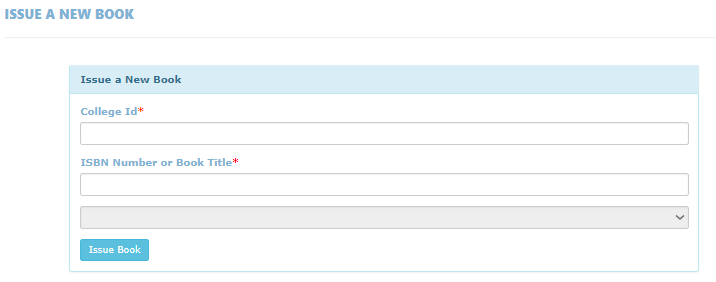 ISSUE A NEW BOOK
Issue a New Book
College Id*
ISBN Number or Book Title*
Issue Book